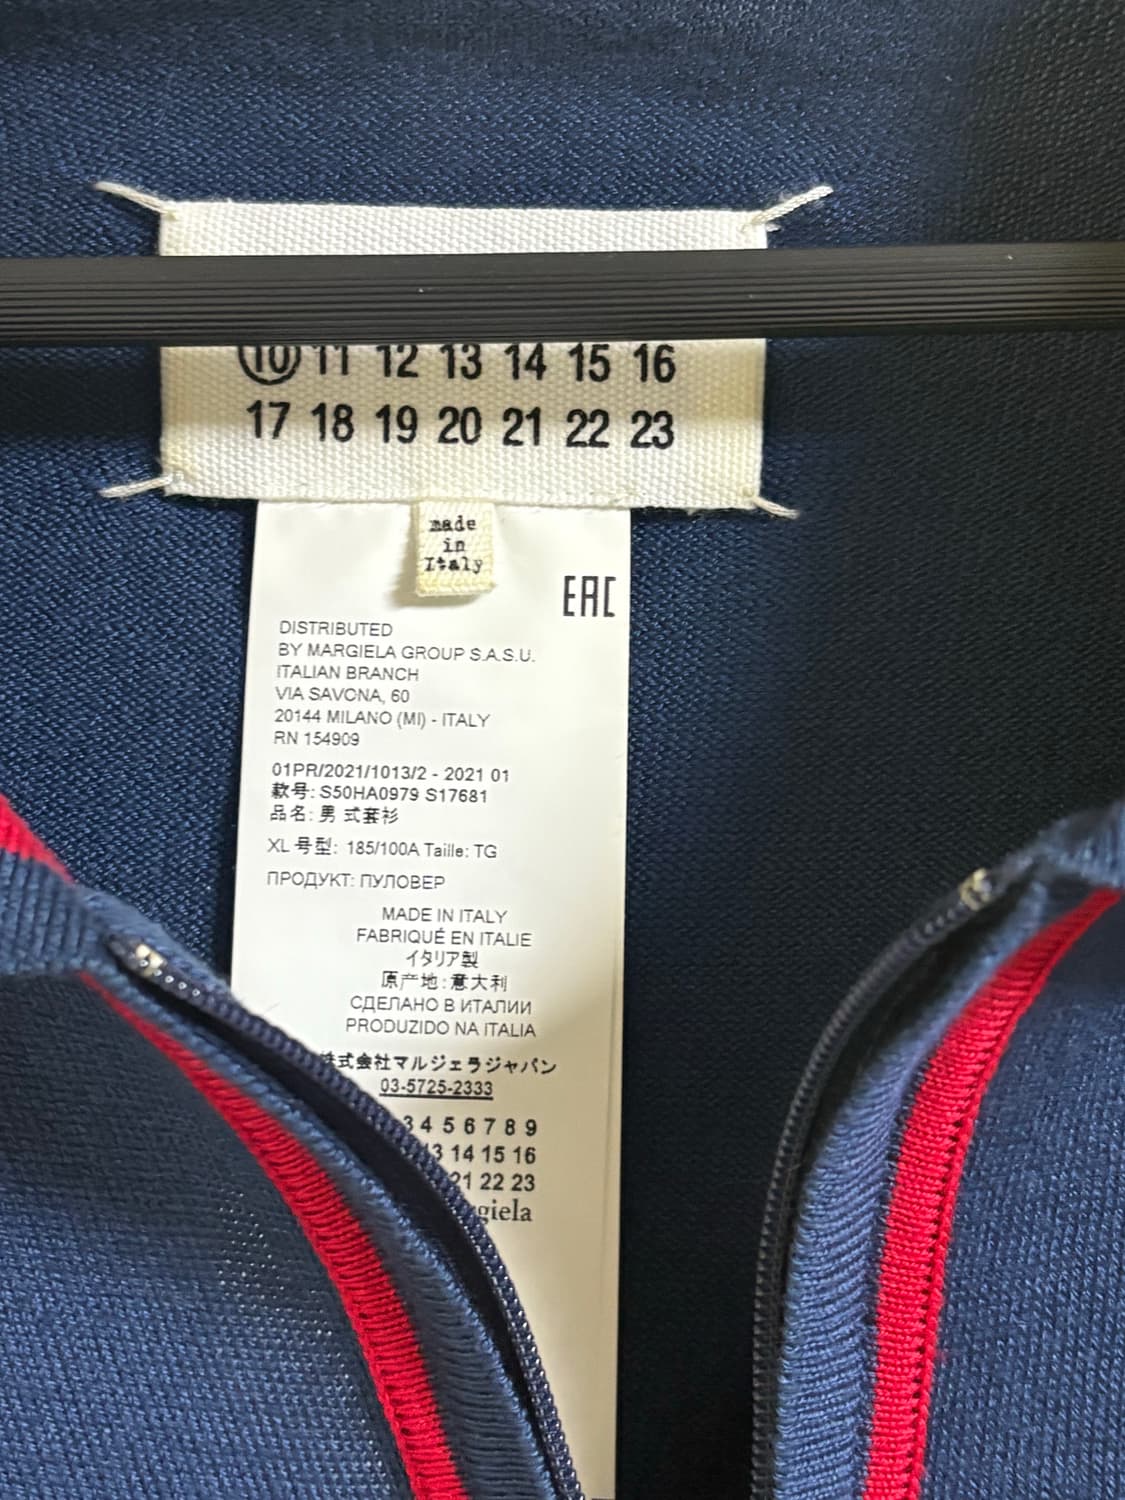 10 11 12 13 14 15 16
17 18 19 20 21 22 23
made
in
Italy
EAC
DISTRIBUTED
BY MARGIELA GROUP S.A.S.U.
ITALIAN BRANCH
VIA SAVONA, 60
20144 MILANO (MI) - ITALY
RN 154909
01PR/2021/1013/2 - 2021 01
款号: S50HA0979 S17681
品名: 男式套衫
XL 号型: 185/100A Taille: TG
ПРОДУКТ: ПУЛОВЕР
MADE IN ITALY
FABRIQUÉ EN ITALIE
イタリア製
原产地:意大利
СДЕЛАНО В ИТАЛИИ
PRODUZIDO NA ITALIA
株式会社マルジェラジャパン
03-5725-2333
3 4 5 6 7 8 9
13 14 15 16
21 22 23